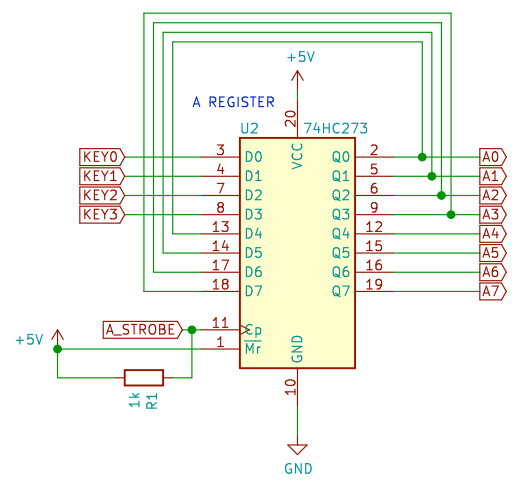 +5V
A REGISTER
U2 20 74HC273
VCC
KEY0 3 D0 Q0 2 A0
KEY1 4 D1 Q1 5 A1
KEY2 7 D2 Q2 6 A2
KEY3 8 D3 Q3 9 A3
13 D4 Q4 12 A4
14 D5 Q5 15 A5
17 D6 Q6 16 A6
18 D7 Q7 19 A7
A_STROBE 11 Cp
+5V 1 Mr
GND
10
1k
R1
GND